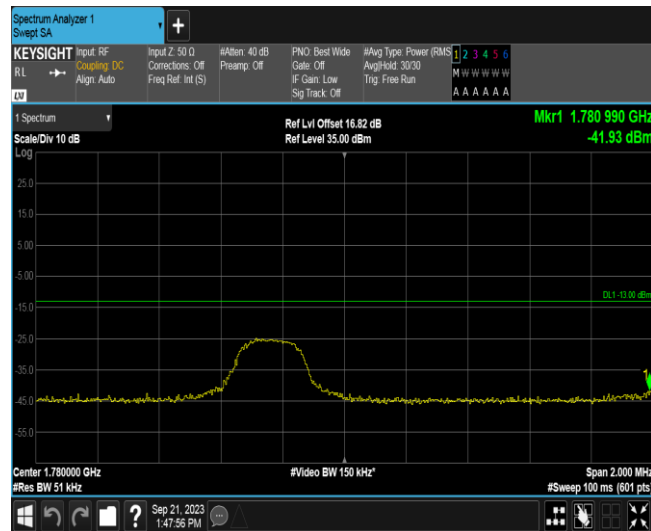 Spectrum Analyzer 1
Swept SA
+
KEYSIGHT
RL
LXI
Input: RF
Coupling: DC
Align: Auto
Input Z: 50 Ω
Corrections: Off
Freq Ref: Int (S)
#Atten: 40 dB
Preamp: Off
PNO: Best Wide
Gate: Off
IF Gain: Low
Sig Track: Off
#Avg Type: Power (RMS
Avg|Hold: 30/30
Trig: Free Run
1 2 3 4 5 6
M W W W W W
A A A A A A
1 Spectrum
Scale/Div 10 dB
Log
Ref Lvl Offset 16.82 dB
Ref Level 35.00 dBm
Mkr1 1.780 990 GHz
-41.93 dBm
25.0
15.0
5.00
-5.00
DL1 -13.00 dBm
-15.0
-25.0
-35.0
1
-45.0
-55.0
Center 1.780000 GHz
#Res BW 51 kHz
#Video BW 150 kHz*
Span 2.000 MHz
#Sweep 100 ms (601 pts)
?
Sep 21, 2023
1:47:56 PM